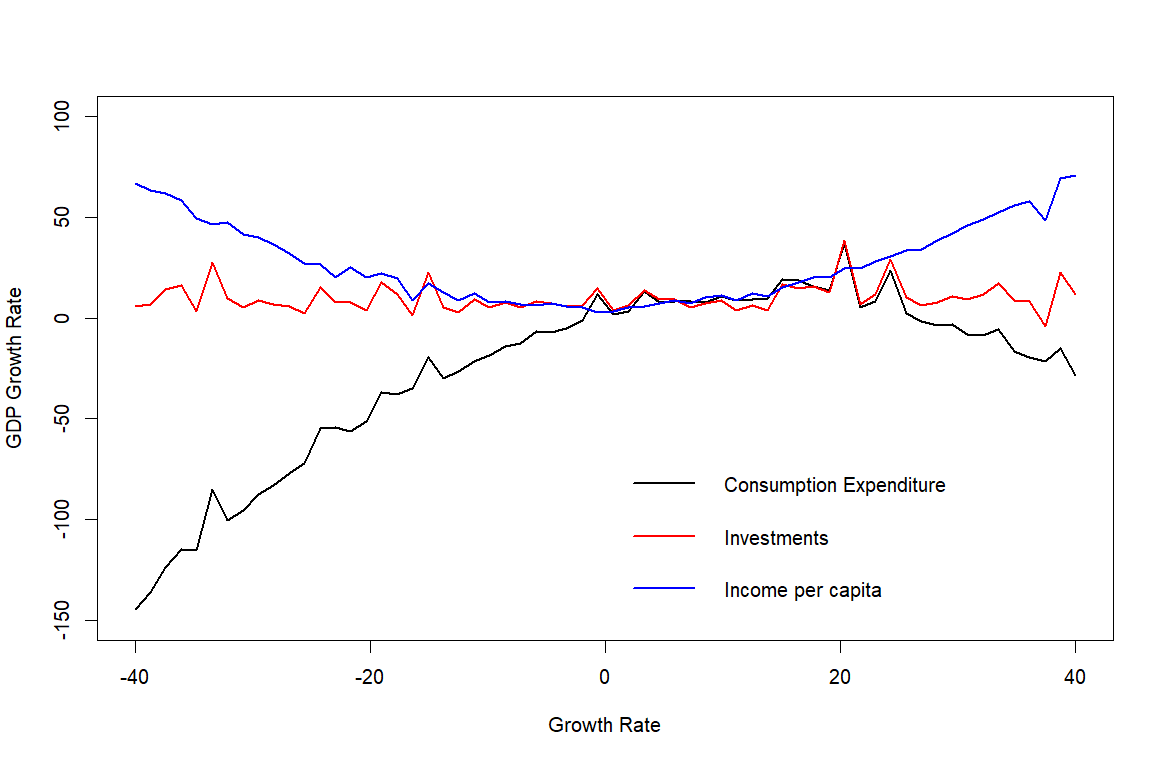 100
50
0
-50
-100
-150
GDP Growth Rate
Consumption Expenditure
Investments
Income per capita
-40
-20
0
20
40
Growth Rate